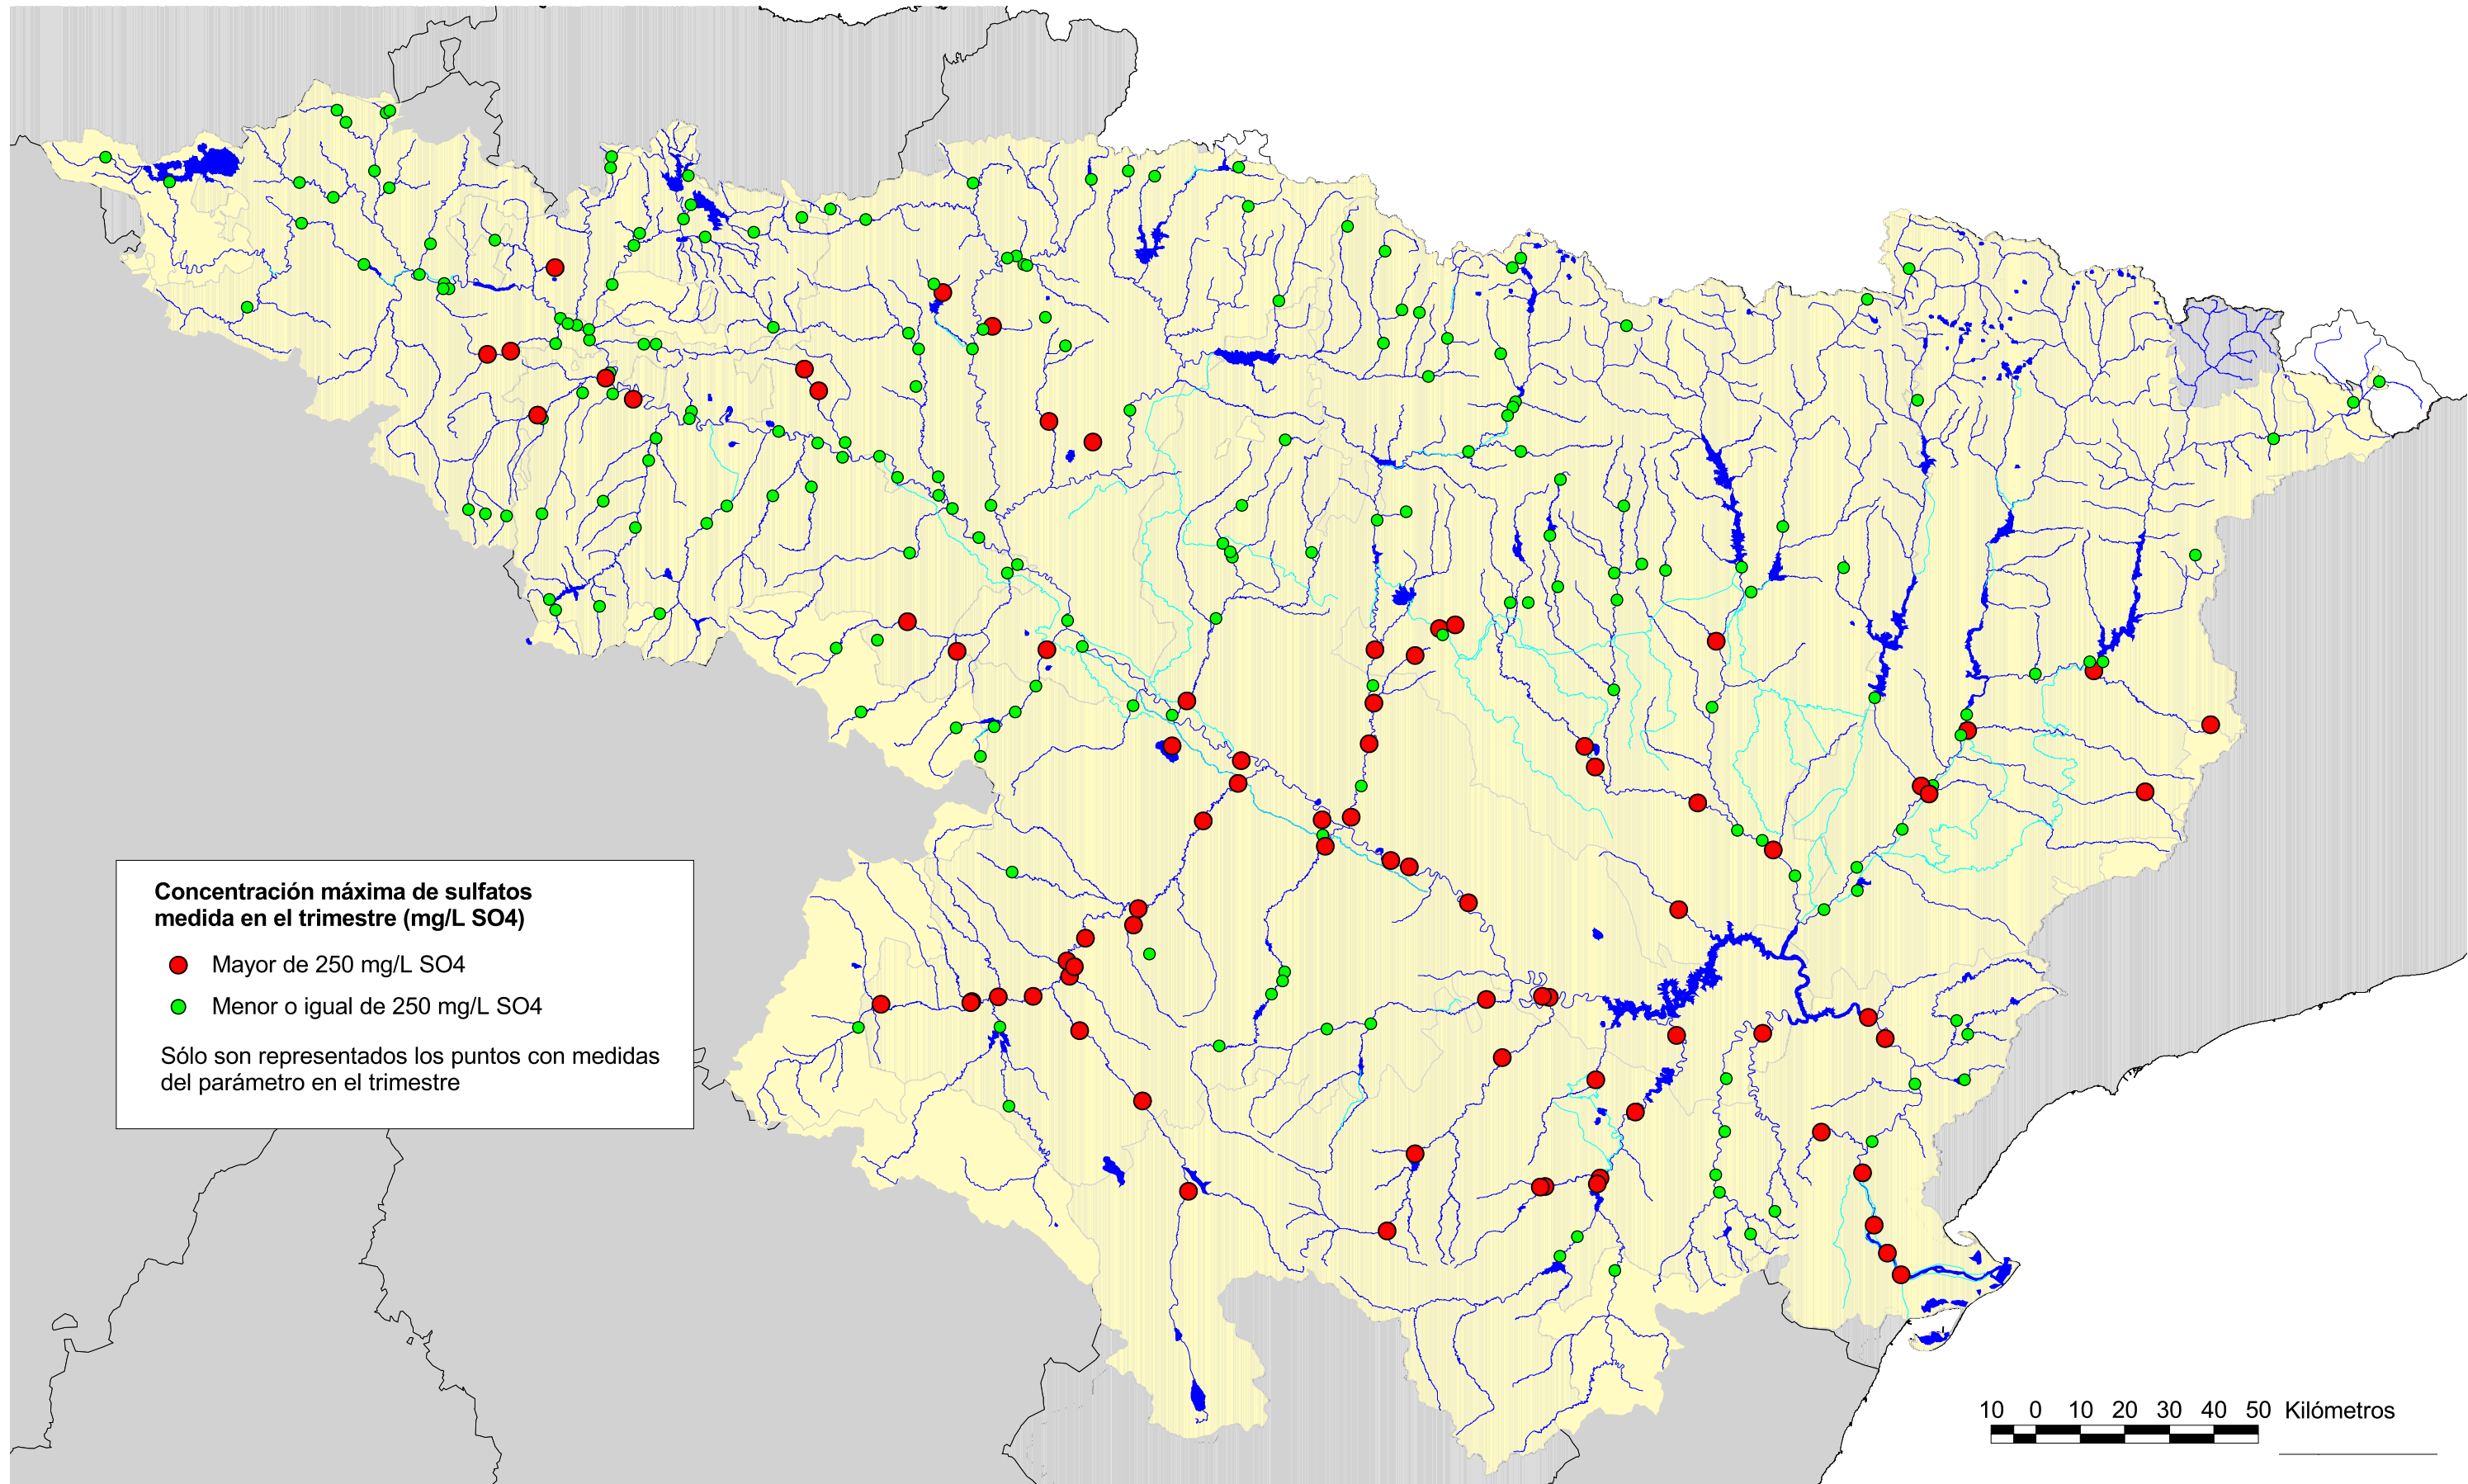 Concentración máxima de sulfatos
medida en el trimestre (mg/L SO4)
Mayor de 250 mg/L SO4
Menor o igual de 250 mg/L SO4
Sólo son representados los puntos con medidas
del parámetro en el trimestre
10 0 10 20 30 40 50 Kilómetros